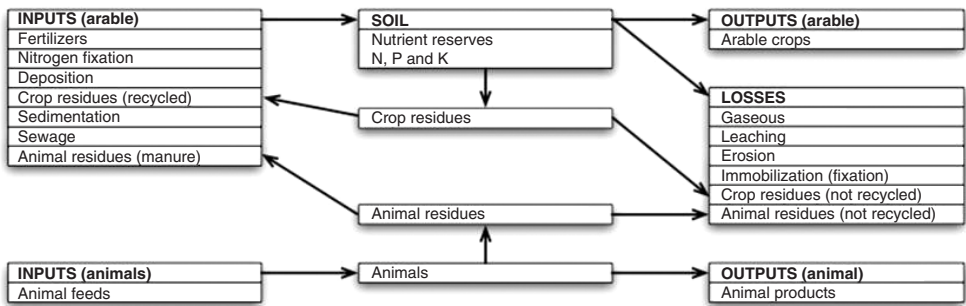 INPUTS (arable)
Fertilizers
Nitrogen fixation
Deposition
Crop residues (recycled)
Sedimentation
Sewage
Animal residues (manure)
SOIL
Nutrient reserves
N, P and K
Crop residues
Animal residues
OUTPUTS (arable)
Arable crops
LOSSES
Gaseous
Leaching
Erosion
Immobilization (fixation)
Crop residues (not recycled)
Animal residues (not recycled)
INPUTS (animals)
Animal feeds
Animals
OUTPUTS (animal)
Animal products